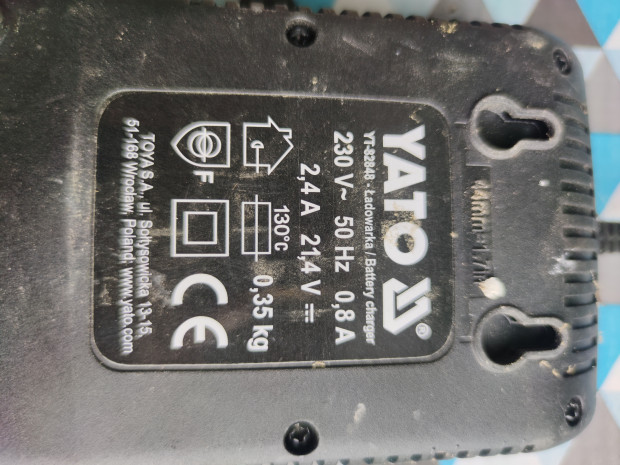 YATO ®
YT-82848 - Ładowarka / Battery charger
230 V~ 50 Hz 0,8 A
2,4 A 21,4 V
130°c
0,35 kg
F
CE
TOYA S.A., ul. Sołtysowicka 13-15,
51-168 Wrocław, Poland; www.yato.com